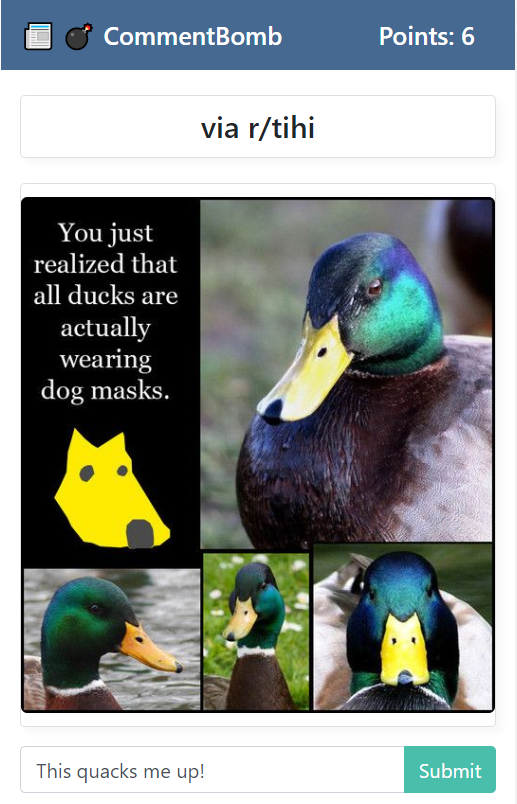 CommentBomb
Points: 6
via r/tihi
You just
realized that
all ducks are
actually
wearing
dog masks.
This quacks me up!
Submit